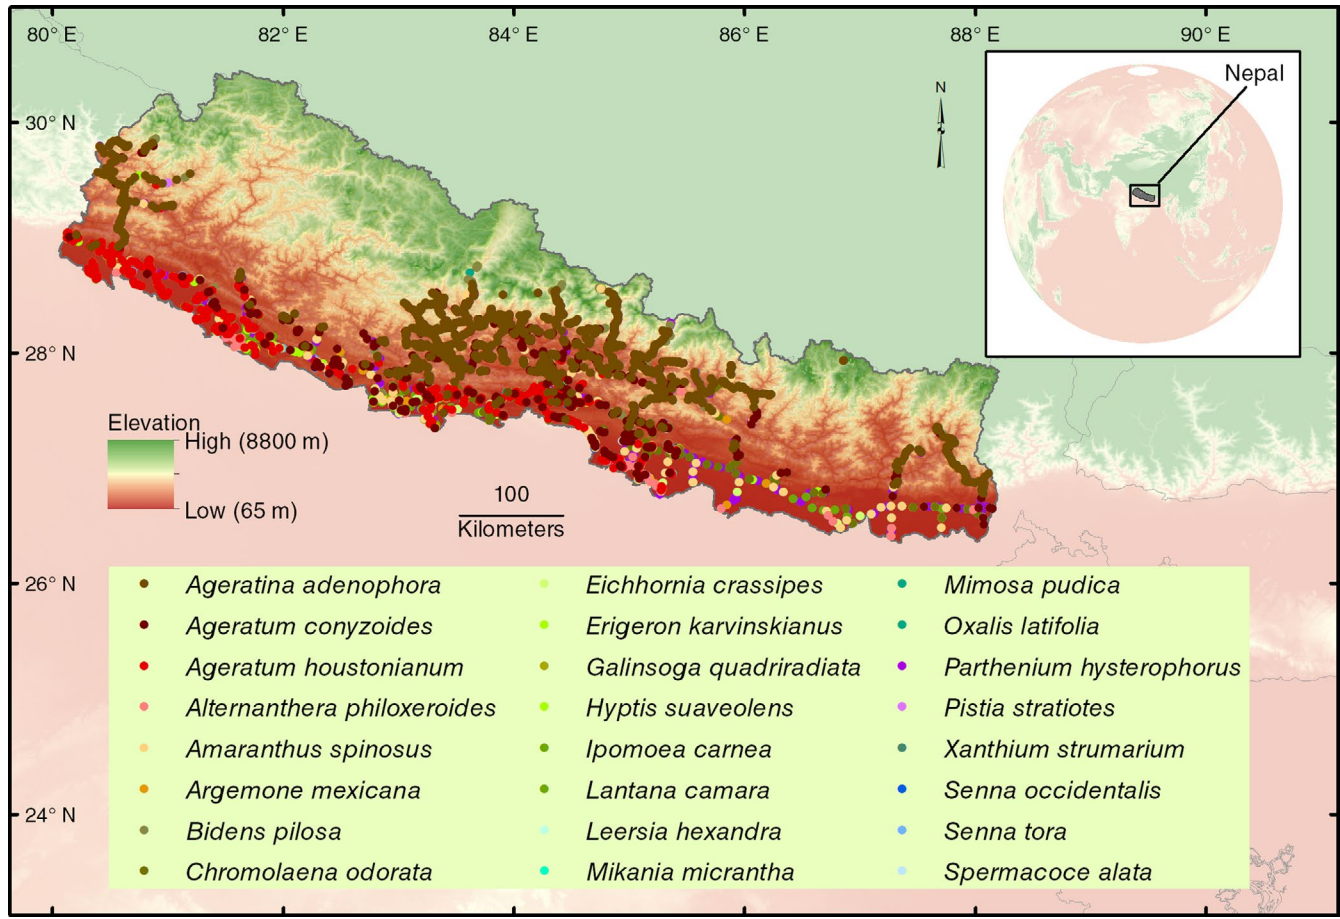 80° E 82° E 84° E 86° E 88° E 90° E
Nepal
N
30° N
28° N
26° N
24° N
Elevation
High (8800 m)
Low (65 m)
100
Kilometers
Ageratina adenophora Eichhornia crassipes Mimosa pudica
Ageratum conyzoides Erigeron karvinskianus Oxalis latifolia
Ageratum houstonianum Galinsoga quadriradiata Parthenium hysterophorus
Alternanthera philoxeroides Hyptis suaveolens Pistia stratiotes
Amaranthus spinosus Ipomoea carnea Xanthium strumarium
Argemone mexicana Lantana camara Senna occidentalis
Bidens pilosa Leersia hexandra Senna tora
Chromolaena odorata Mikania micrantha Spermacoce alata